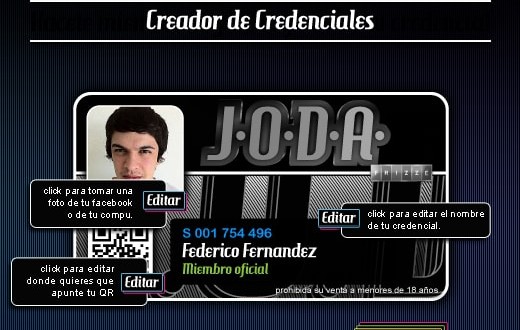 Creador de Credenciales
J·O·D·A·
FRIZZE
click para tomar una
foto de tu facebook
o de tu compu.
Editar
Editar
click para editar el nombre
de tu credencial.
S 001 754 496
Federico Fernandez
Miembro oficial
click para editar
donde quieres que
apunte tu QR
Editar
prohibida su venta a menores de 18 años